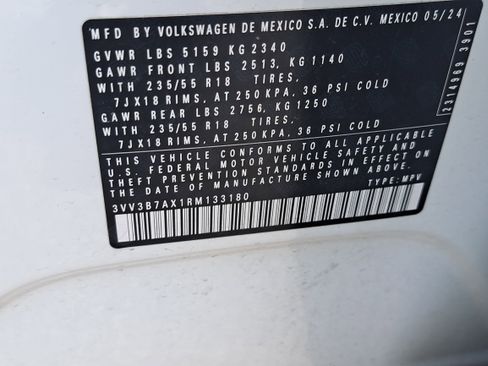 MFD BY VOLKSWAGEN DE MEXICO S.A. DE C.V. MEXICO 05/24
GVWR LBS 5159 KG 2340
GAWR FRONT LBS 2513, KG 1140
WITH 235/55 R18 TIRES,
7JX18 RIMS, AT 250 KPA, 36 PSI COLD
GAWR REAR LBS 2756, KG 1250
WITH 235/55 R18 TIRES,
7JX18 RIMS, AT 250 KPA, 36 PSI COLD
THIS VEHICLE CONFORMS TO ALL APPLICABLE
U.S. FEDERAL MOTOR VEHICLE SAFETY AND
THEFT PREVENTION STANDARDS IN EFFECT ON
THE DATE OF MANUFACTURE SHOWN ABOVE.
3VV3B7AX1RM133180 TYPE: MPV
2314969 3901